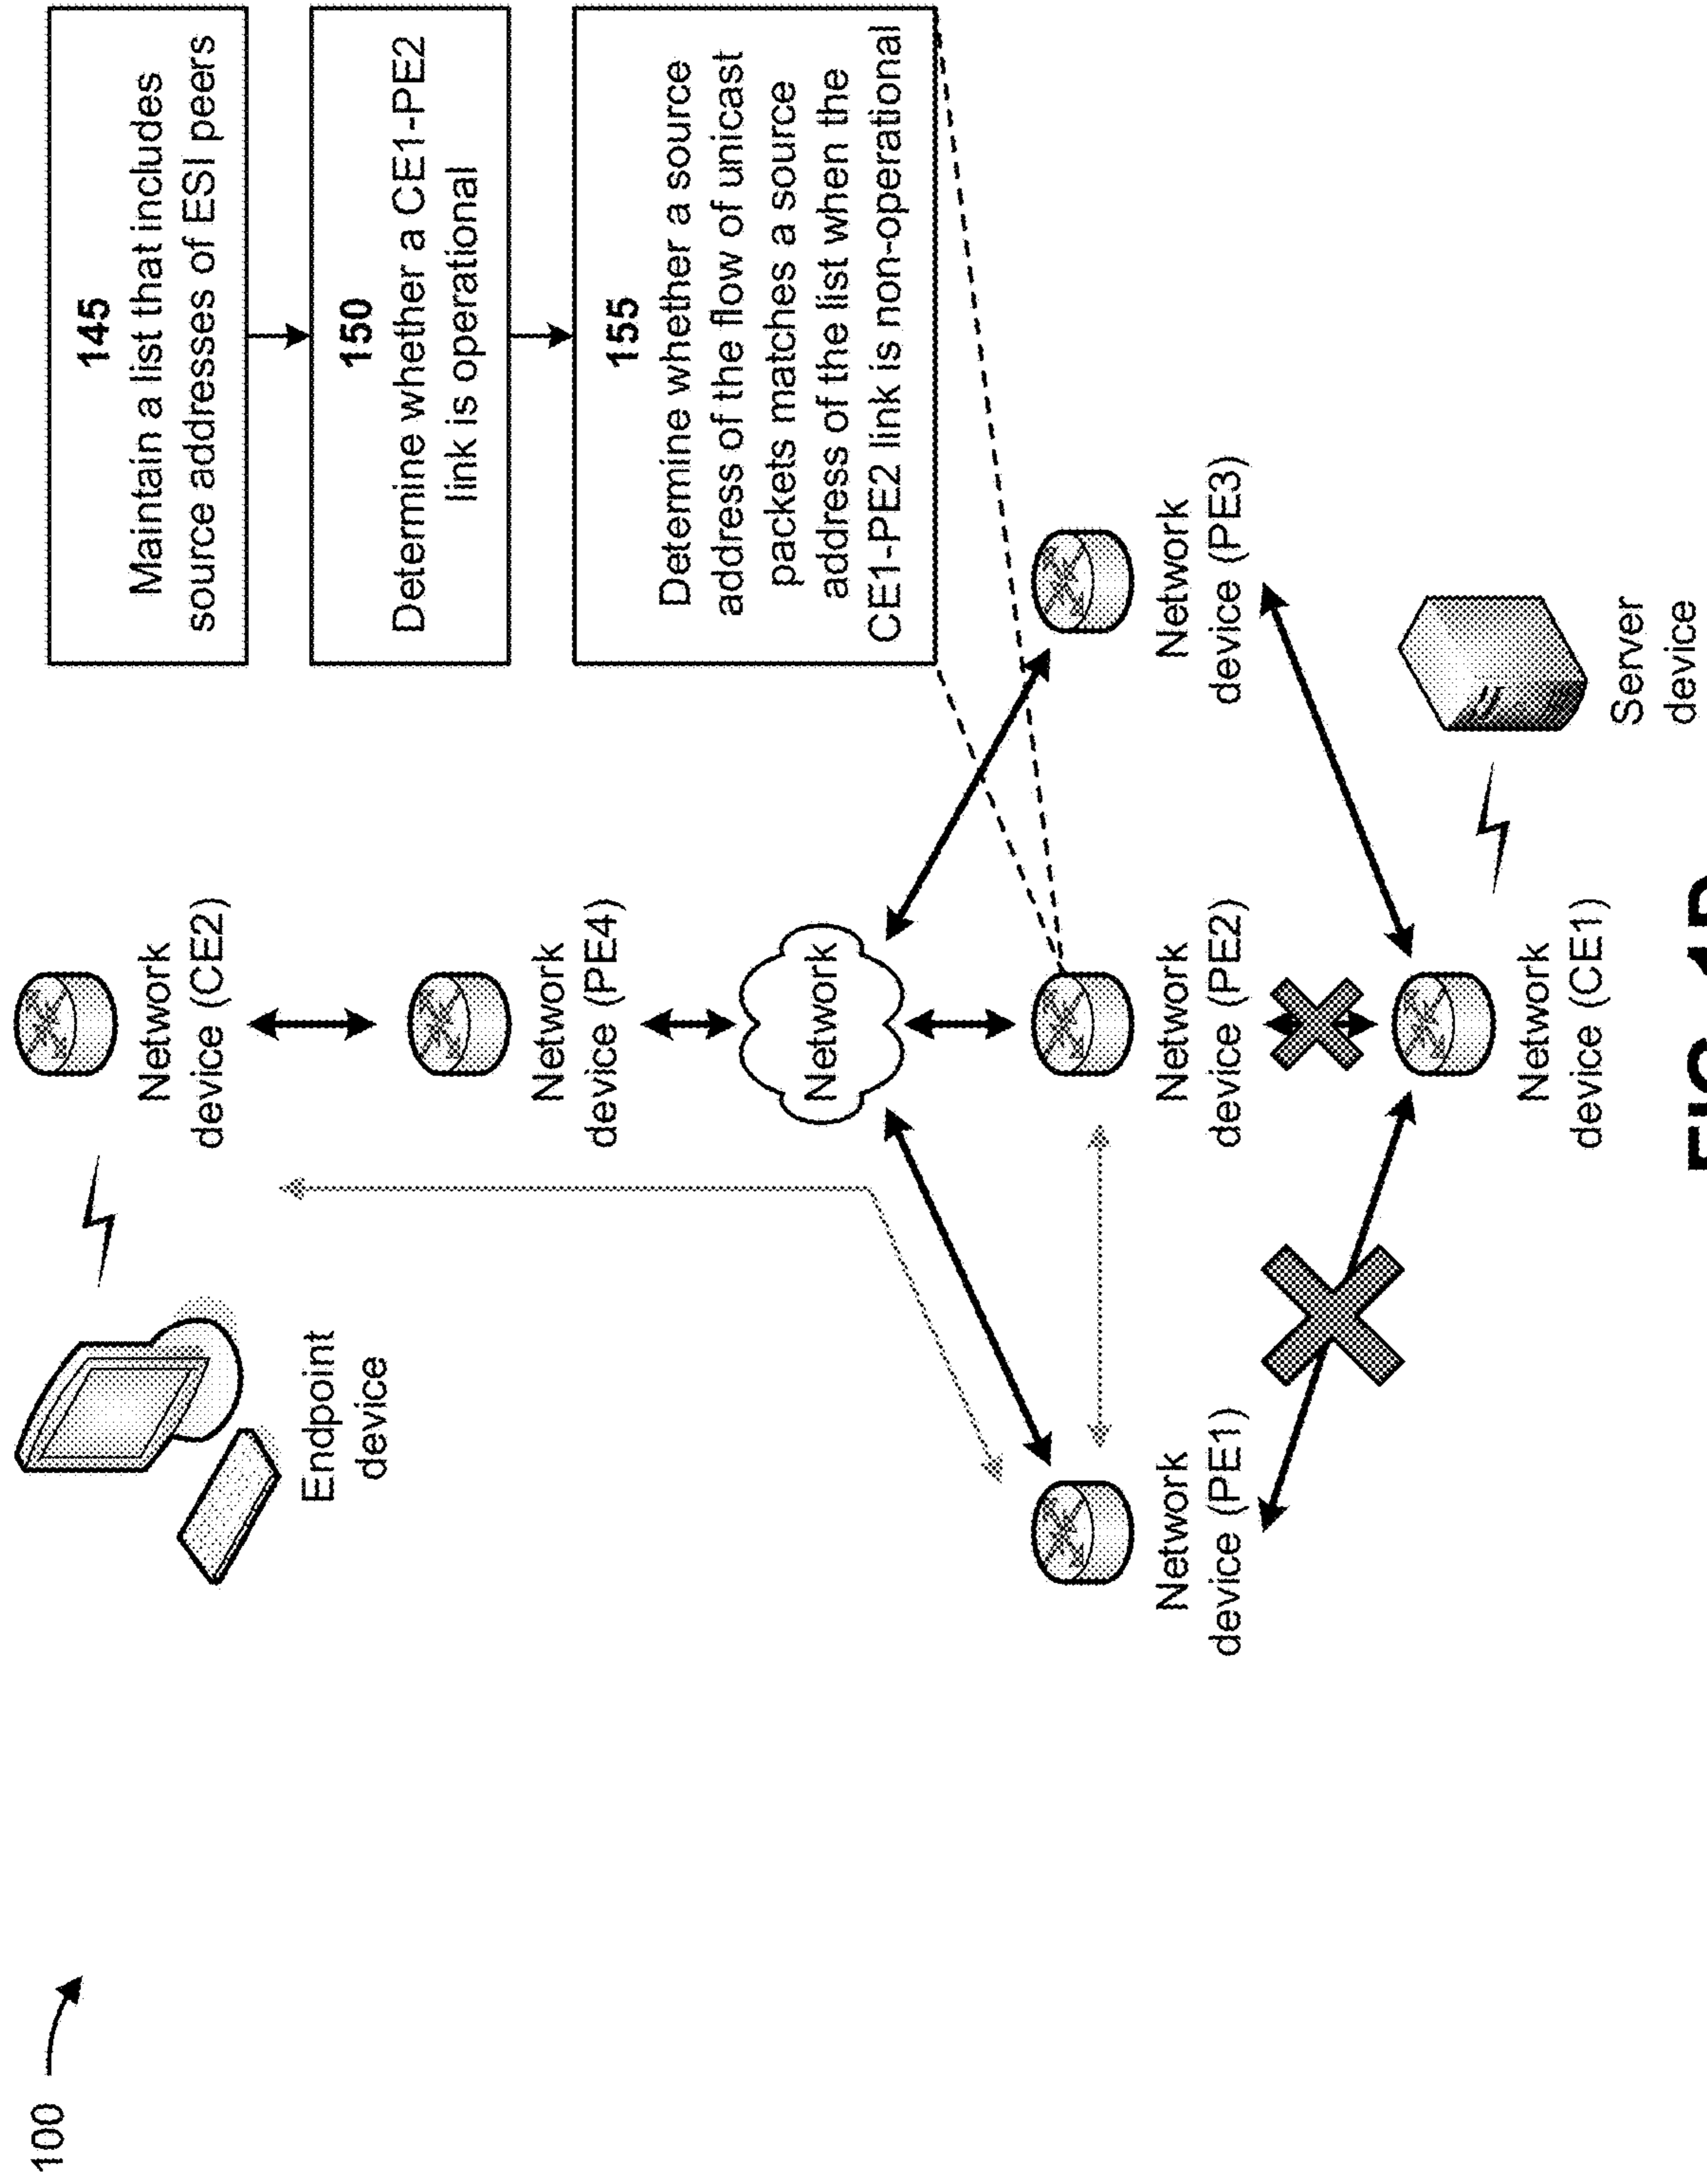 100
Endpoint
device
Network
device (CE2)
Network
device (PE4)
Network
Network
device (PE1)
Network
device (PE2)
Network
device (PE3)
Network
device (CE1)
Server
device
145
Maintain a list that includes
source addresses of ESI peers
150
Determine whether a CE1-PE2
link is operational
155
Determine whether a source
address of the flow of unicast
packets matches a source
address of the list when the
CE1-PE2 link is non-operational